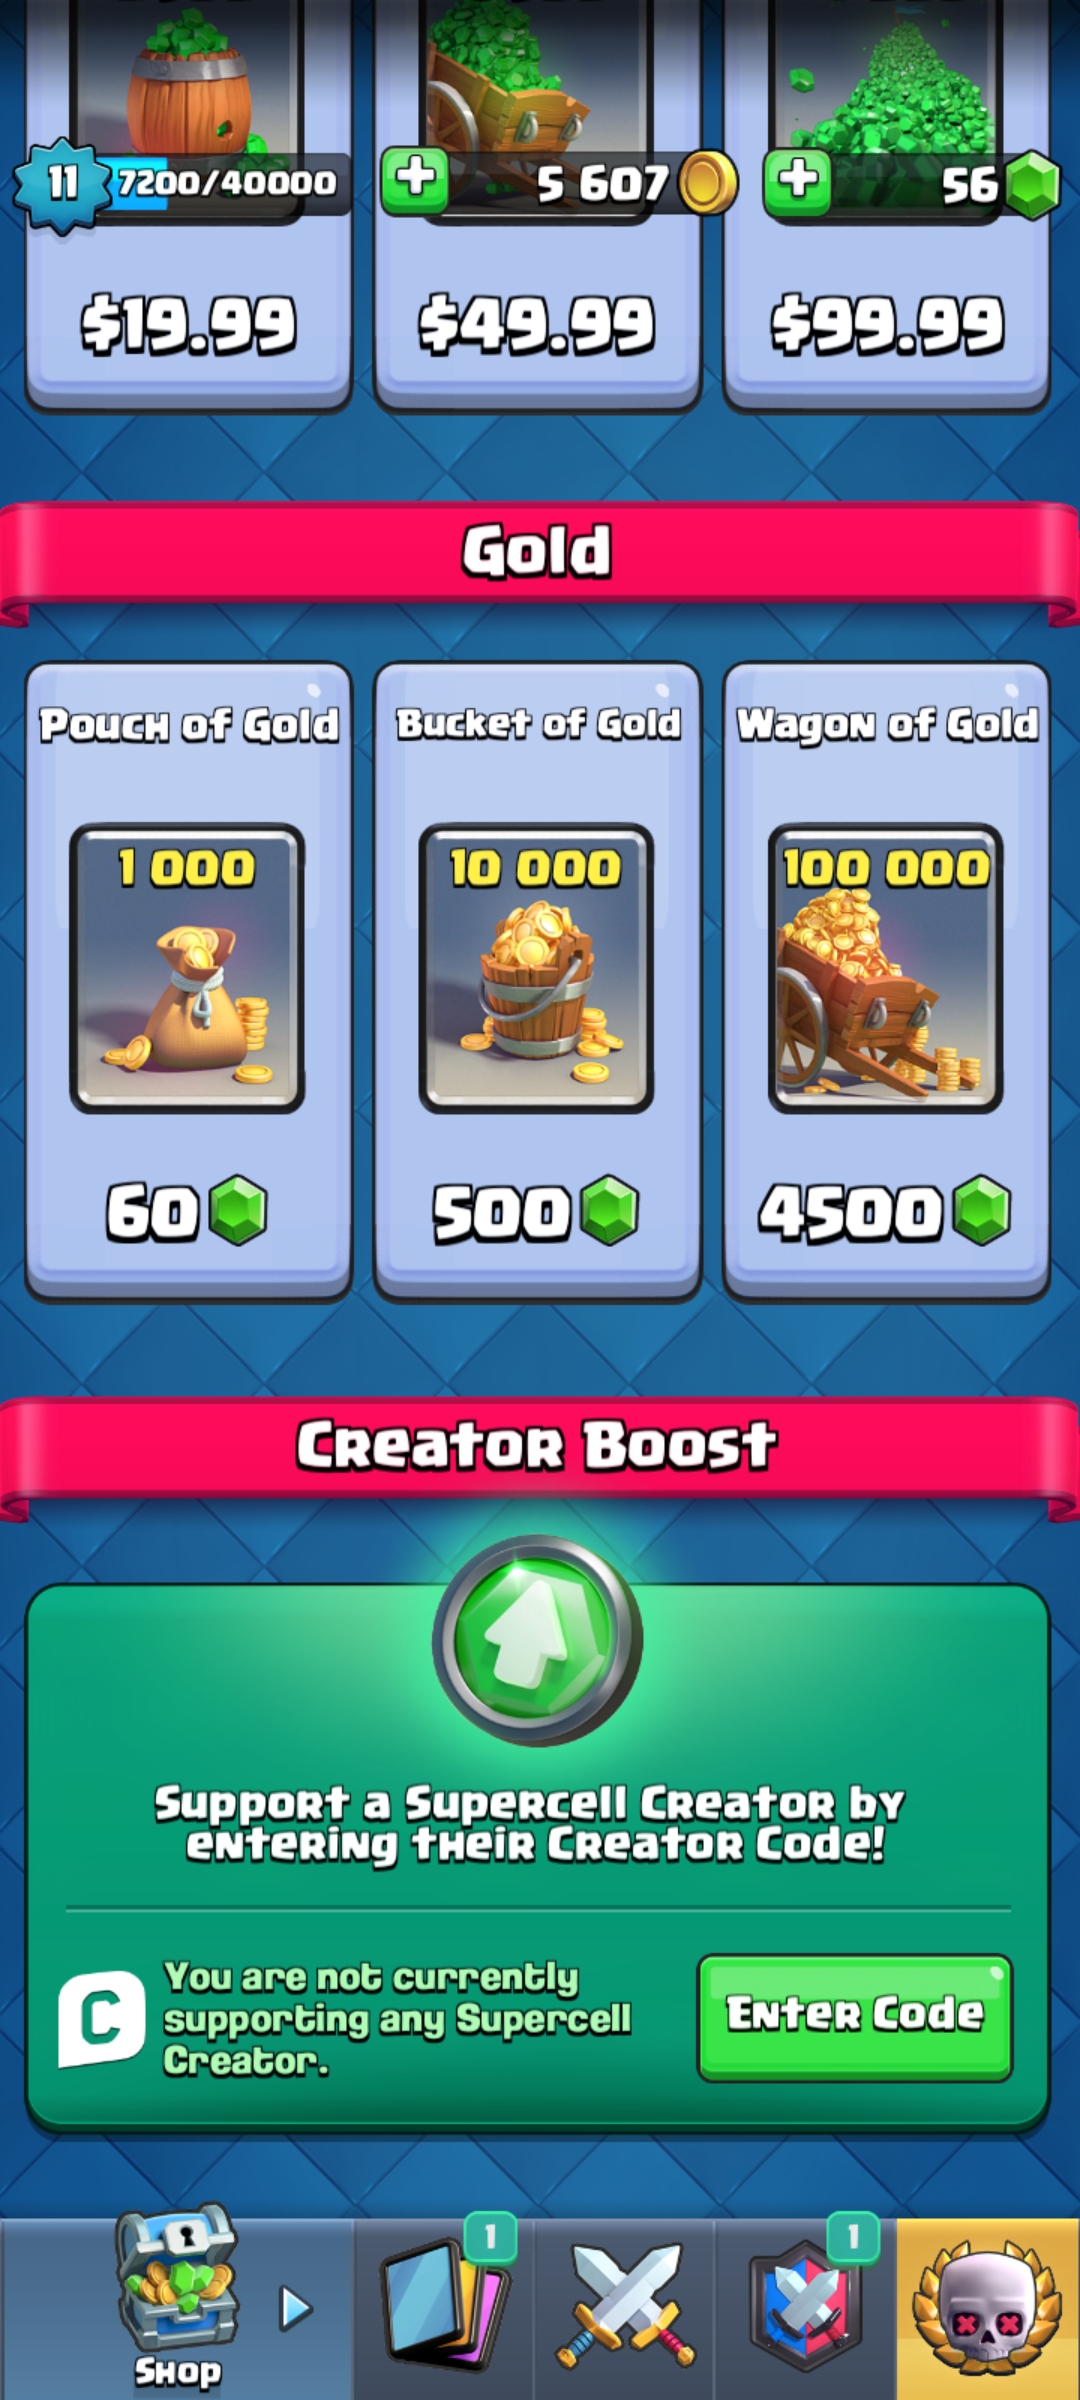 11
7200/40000
5 607
56
$19.99
$49.99
$99.99
Gold
Pouch of Gold
Bucket of Gold
Wagon of Gold
1 000
10 000
100 000
60
500
4500
Creator Boost
Support a Supercell Creator by
entering their Creator Code!
C
You are not currently
supporting any Supercell
Creator.
Enter Code
1
1
Shop